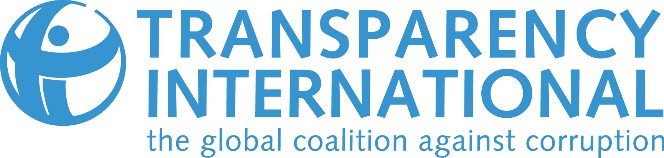 TRANSPARENCY
INTERNATIONAL
the global coalition against corruption